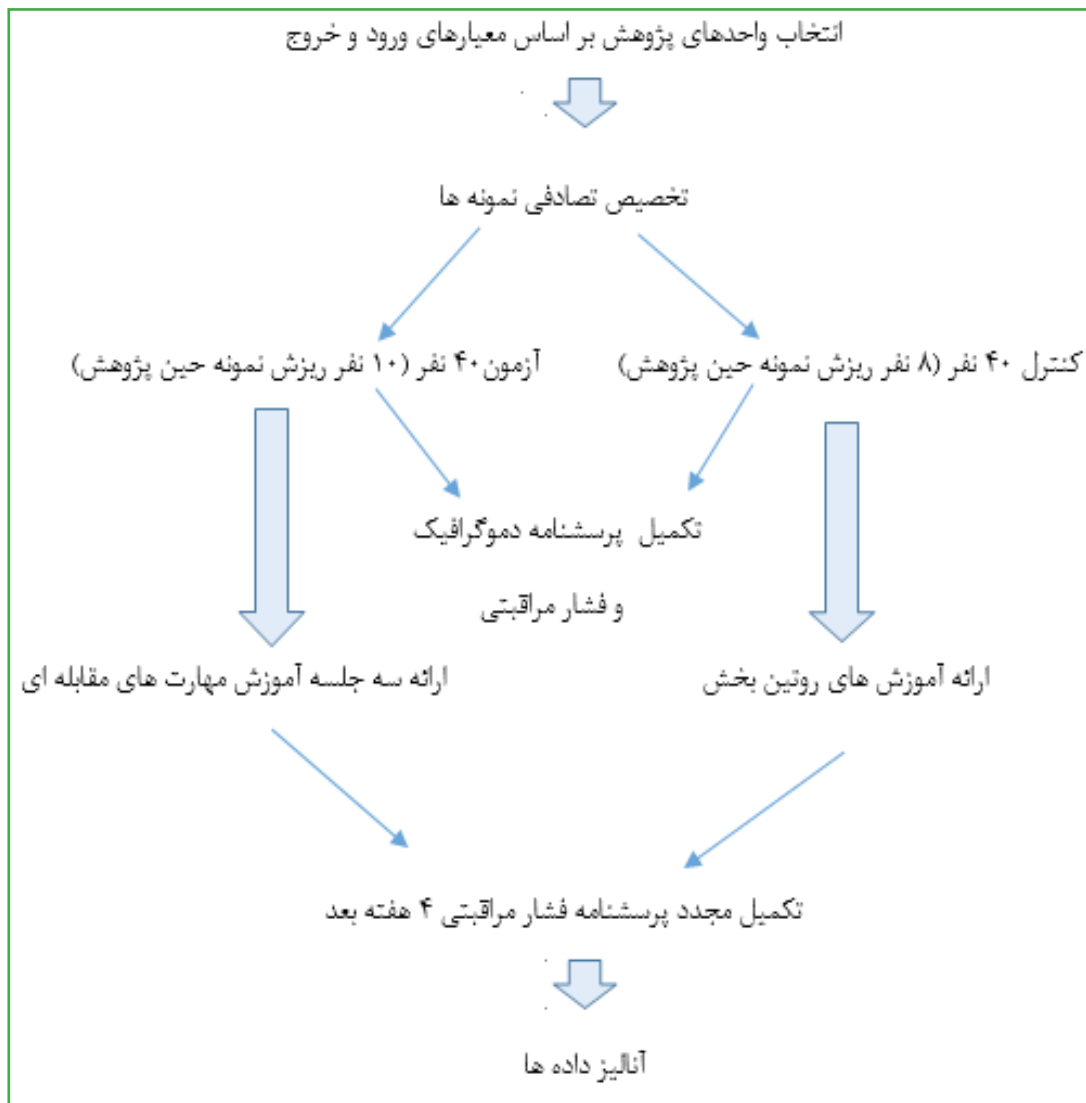 انتخاب واحدهای پژوهش بر اساس معیارهای ورود و خروج
تخصیص تصادفی نمونه ها
کنترل ۴۰ نفر (۸ نفر ریزش نمونه حین پژوهش)
آزمون۴۰ نفر (۱۰ نفر ریزش نمونه حین پژوهش)
تکمیل پرسشنامه دموگرافیک
و فشار مراقبتی
ارائه آموزش های روتین بخش
ارائه سه جلسه آموزش مهارت های مقابله ای
تکمیل مجدد پرسشنامه فشار مراقبتی ۴ هفته بعد
آنالیز داده ها